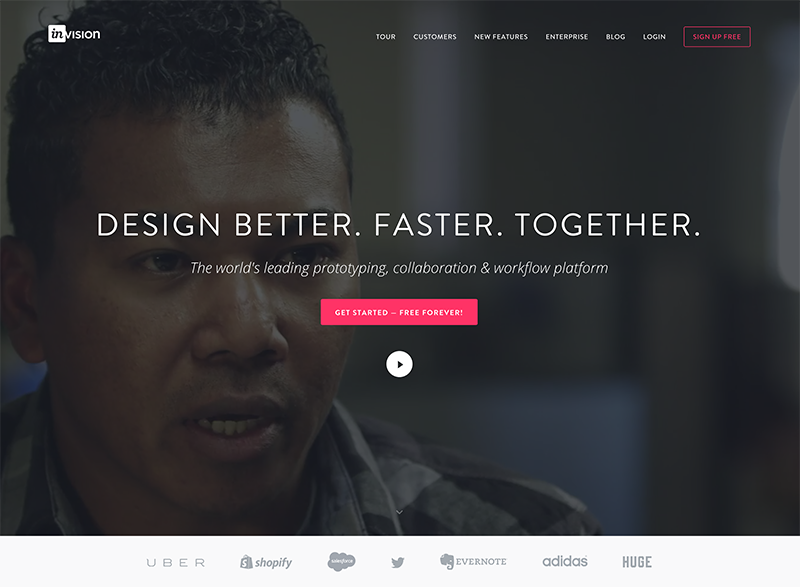 invision
TOUR CUSTOMERS NEW FEATURES ENTERPRISE BLOG LOGIN SIGN UP FREE
DESIGN BETTER. FASTER. TOGETHER.
The world's leading prototyping, collaboration & workflow platform
GET STARTED — FREE FOREVER!
UBER shopify salesforce EVERNOTE adidas HUGE